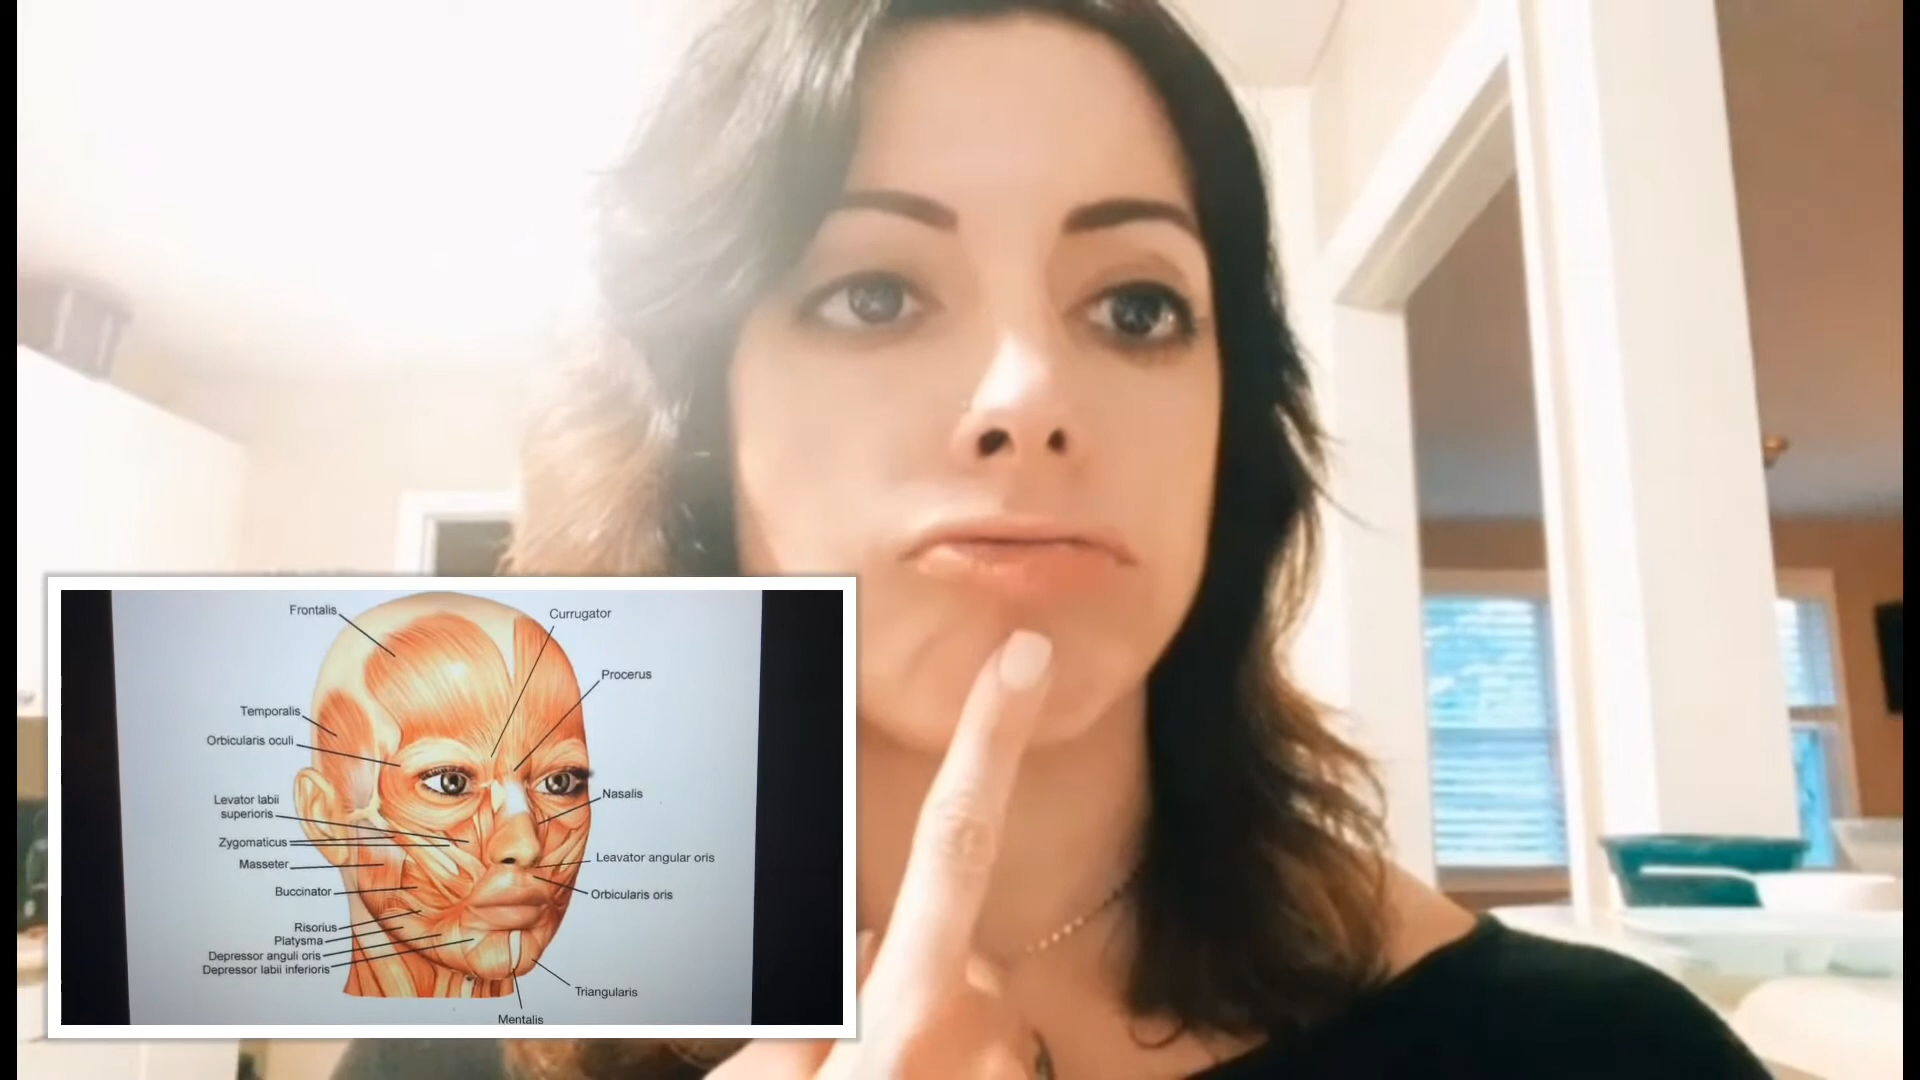 Frontalis
Currugator
Procerus
Temporalis
Orbicularis oculi
Levator labii
superioris
Nasalis
Zygomaticus
Masseter
Leavator angular oris
Buccinator
Orbicularis oris
Risorius
Platysma
Depressor anguli oris
Depressor labii inferioris
Triangularis
Mentalis